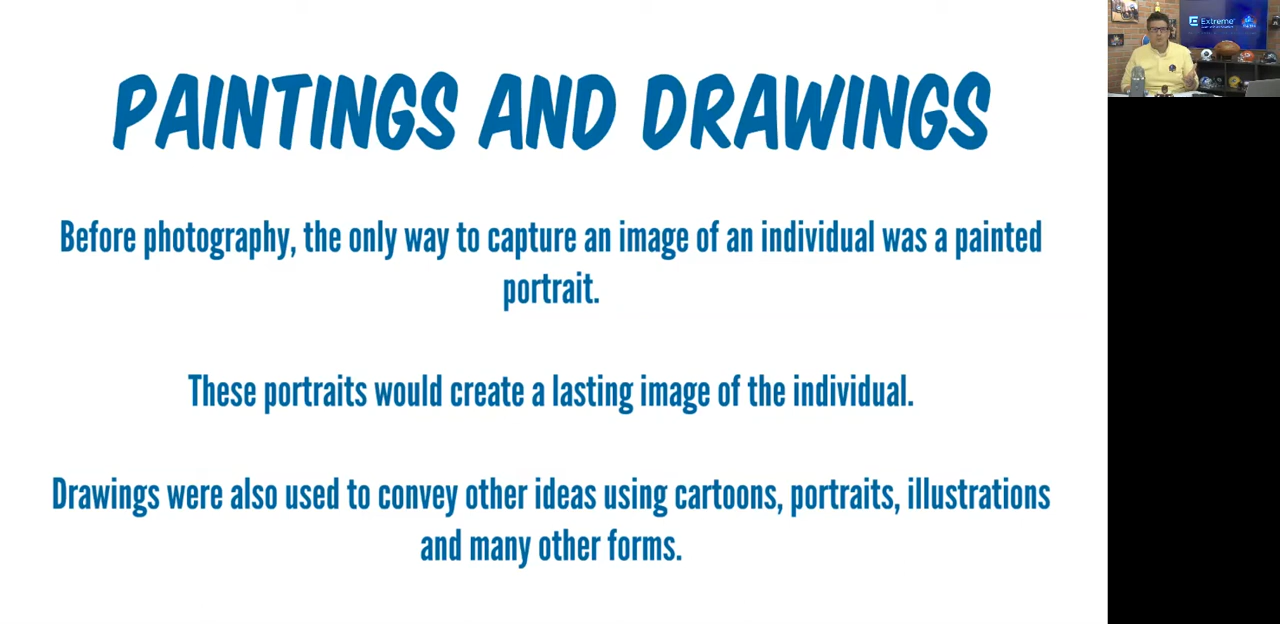 PAINTINGS AND DRAWINGS
Before photography, the only way to capture an image of an individual was a painted
portrait.
These portraits would create a lasting image of the individual.
Drawings were also used to convey other ideas using cartoons, portraits, illustrations
and many other forms.
Extreme